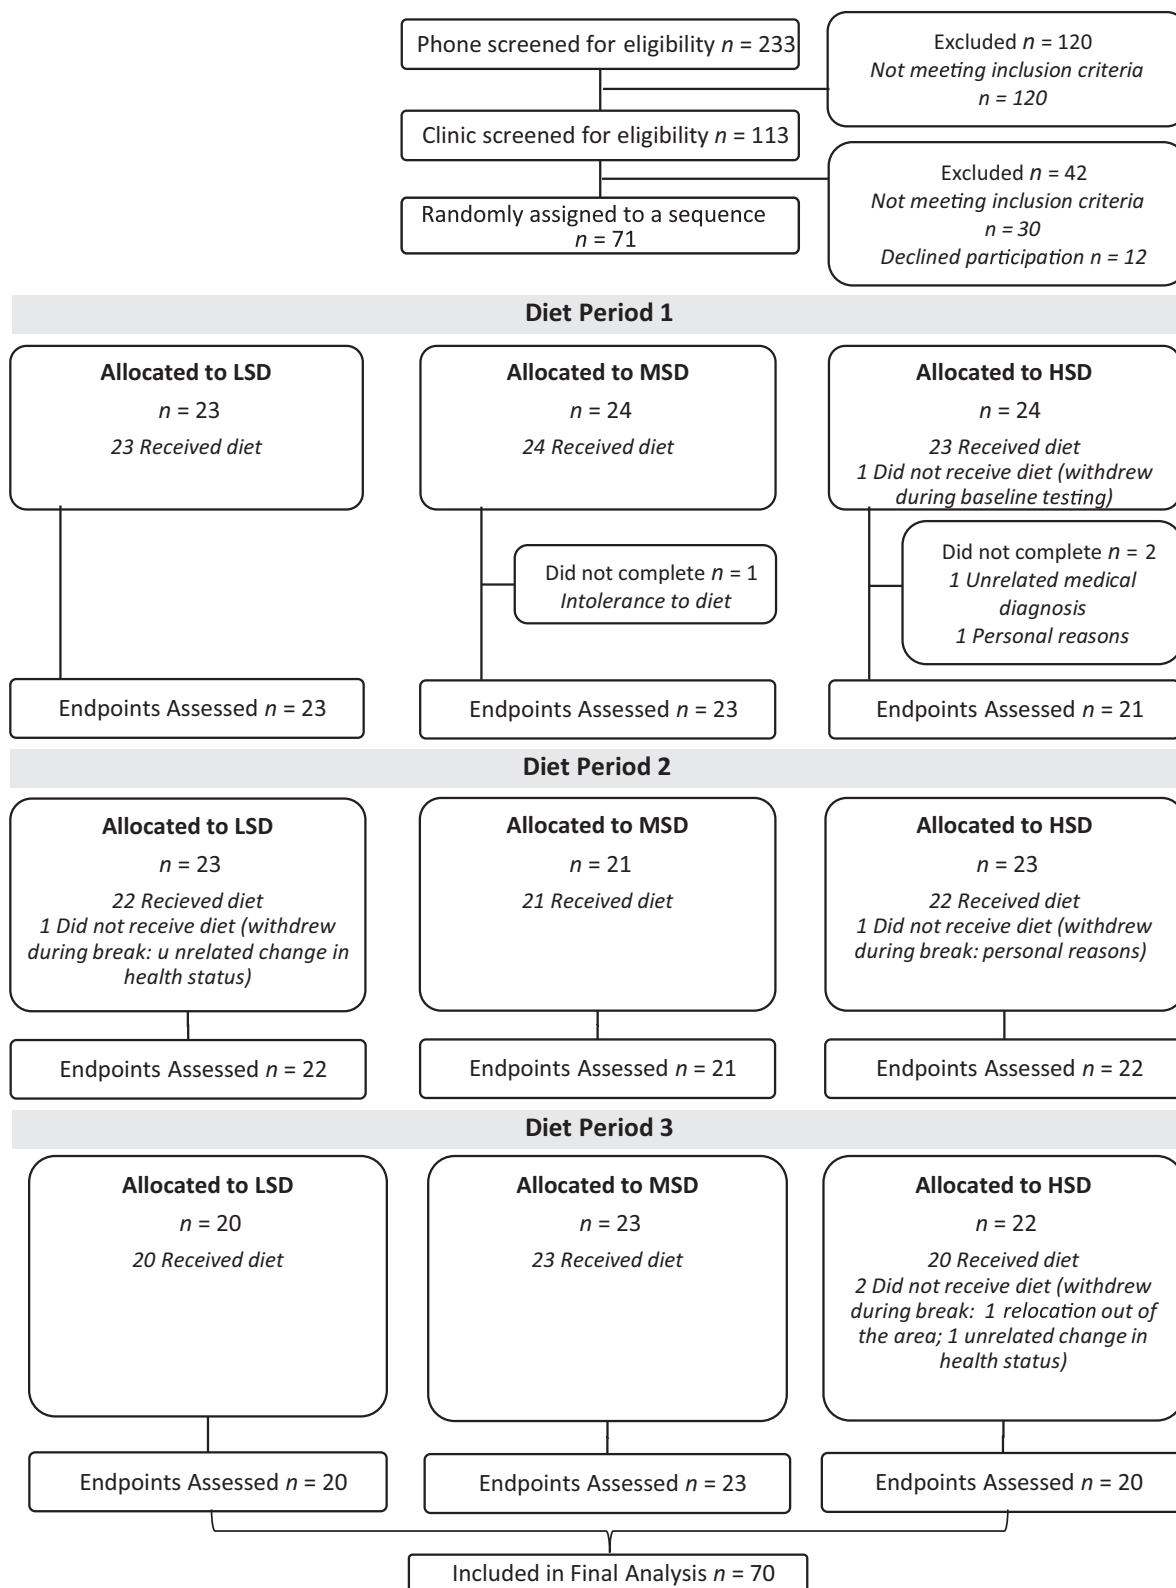 Phone screened for eligibility n = 233
Excluded n = 120
Not meeting inclusion criteria
n = 120
Clinic screened for eligibility n = 113
Excluded n = 42
Not meeting inclusion criteria
n = 30
Declined participation n = 12
Randomly assigned to a sequence
n = 71
Diet Period 1
Allocated to LSD
n = 23
23 Received diet
Allocated to MSD
n = 24
24 Received diet
Allocated to HSD
n = 24
23 Received diet
1 Did not receive diet (withdrew
during baseline testing)
Did not complete n = 1
Intolerance to diet
Did not complete n = 2
1 Unrelated medical
diagnosis
1 Personal reasons
Endpoints Assessed n = 23
Endpoints Assessed n = 23
Endpoints Assessed n = 21
Diet Period 2
Allocated to LSD
n = 23
22 Recieved diet
1 Did not receive diet (withdrew
during break: u nrelated change in
health status)
Allocated to MSD
n = 21
21 Received diet
Allocated to HSD
n = 23
22 Received diet
1 Did not receive diet (withdrew
during break: personal reasons)
Endpoints Assessed n = 22
Endpoints Assessed n = 21
Endpoints Assessed n = 22
Diet Period 3
Allocated to LSD
n = 20
20 Received diet
Allocated to MSD
n = 23
23 Received diet
Allocated to HSD
n = 22
20 Received diet
2 Did not receive diet (withdrew
during break: 1 relocation out of
the area; 1 unrelated change in
health status)
Endpoints Assessed n = 20
Endpoints Assessed n = 23
Endpoints Assessed n = 20
Included in Final Analysis n = 70